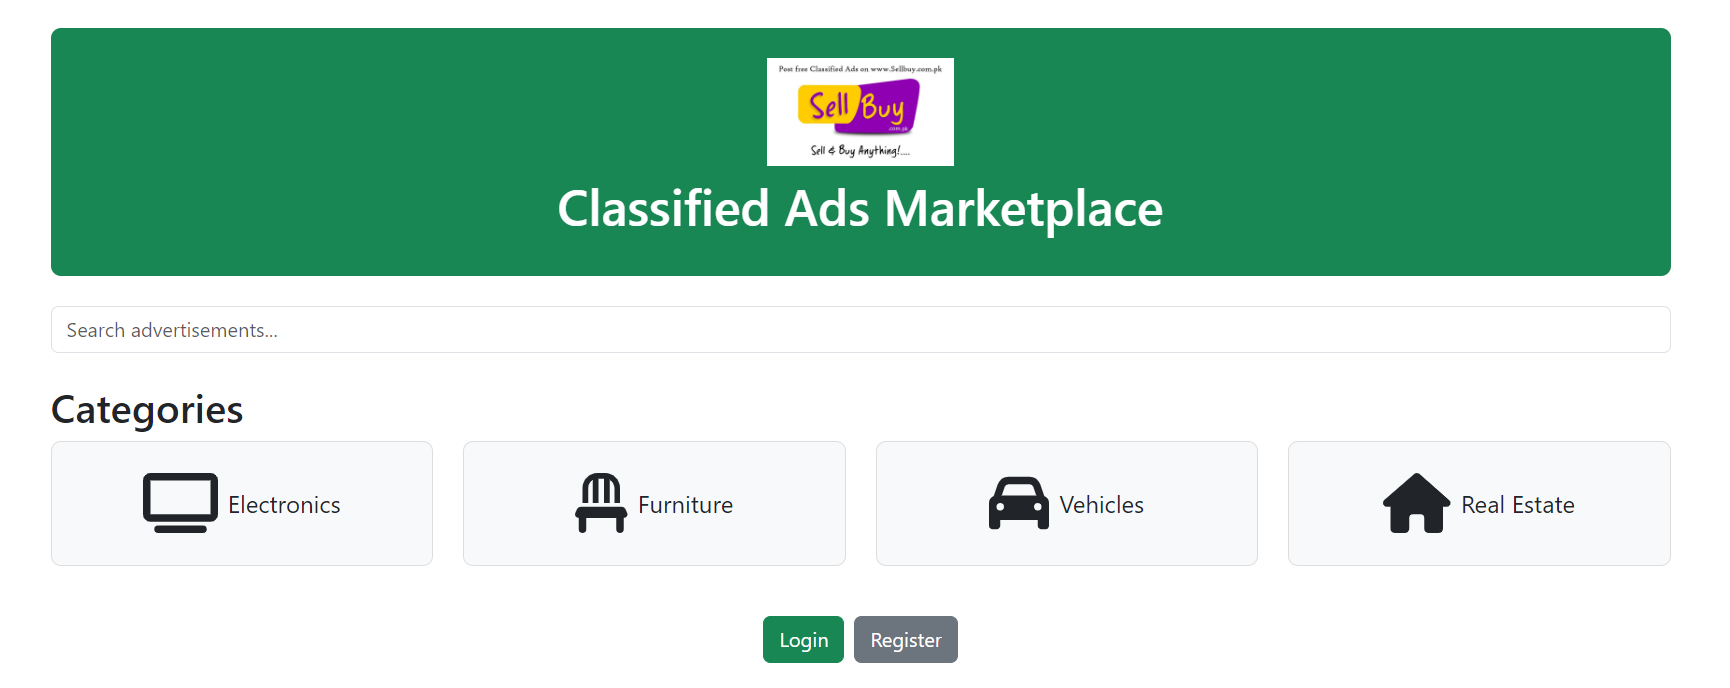 Post free Classified Ads on www.Sellbuy.com.pk
Sell Buy
.com.pk
Sell & Buy Anything!....
Classified Ads Marketplace
Search advertisements...
Categories
Electronics
Furniture
Vehicles
Real Estate
Login
Register